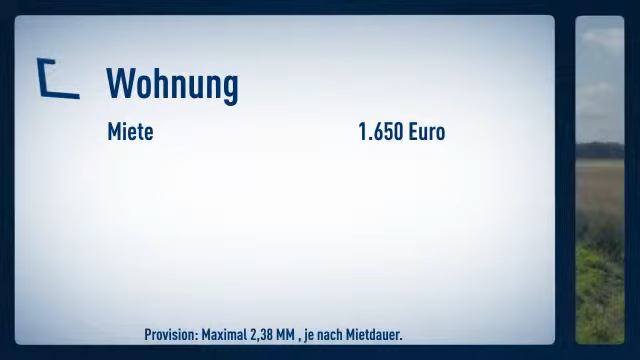 Wohnung
Miete 1.650 Euro
Provision: Maximal 2,38 MM , je nach Mietdauer.